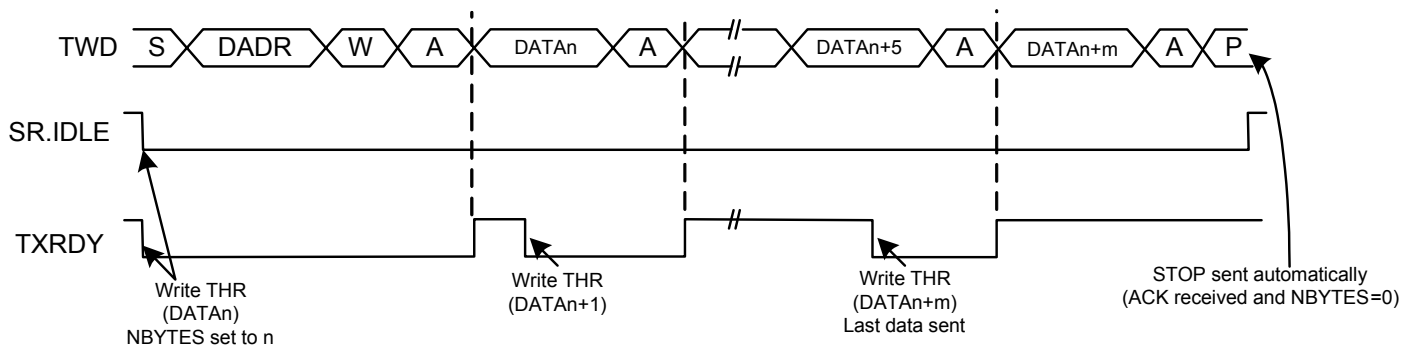 TWD S DADR W A DATAn A DATAn+5 A DATAn+m A P
SR.IDLE
TXRDY
Write THR
(DATAn)
NBYTES set to n
Write THR
(DATAn+1)
Write THR
(DATAn+m)
Last data sent
STOP sent automatically
(ACK received and NBYTES=0)